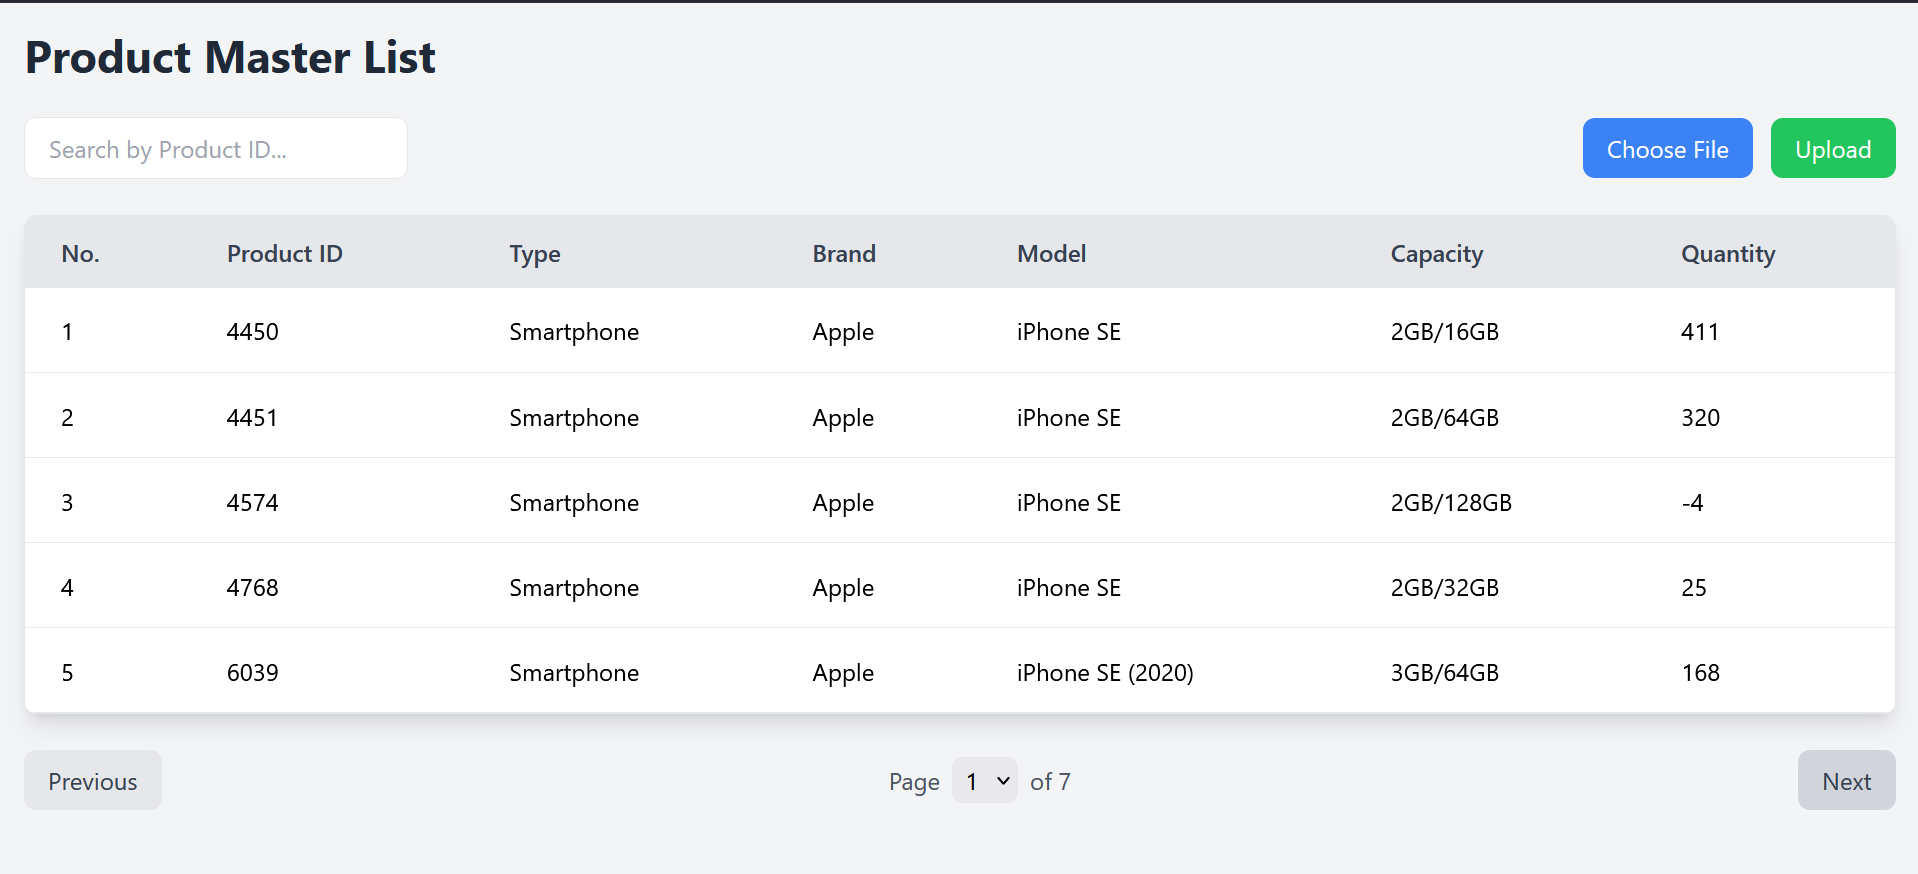 Product Master List
Search by Product ID...
Choose File
Upload
No. Product ID Type Brand Model Capacity Quantity
1 4450 Smartphone Apple iPhone SE 2GB/16GB 411
2 4451 Smartphone Apple iPhone SE 2GB/64GB 320
3 4574 Smartphone Apple iPhone SE 2GB/128GB -4
4 4768 Smartphone Apple iPhone SE 2GB/32GB 25
5 6039 Smartphone Apple iPhone SE (2020) 3GB/64GB 168
Previous
Page 1 of 7
Next